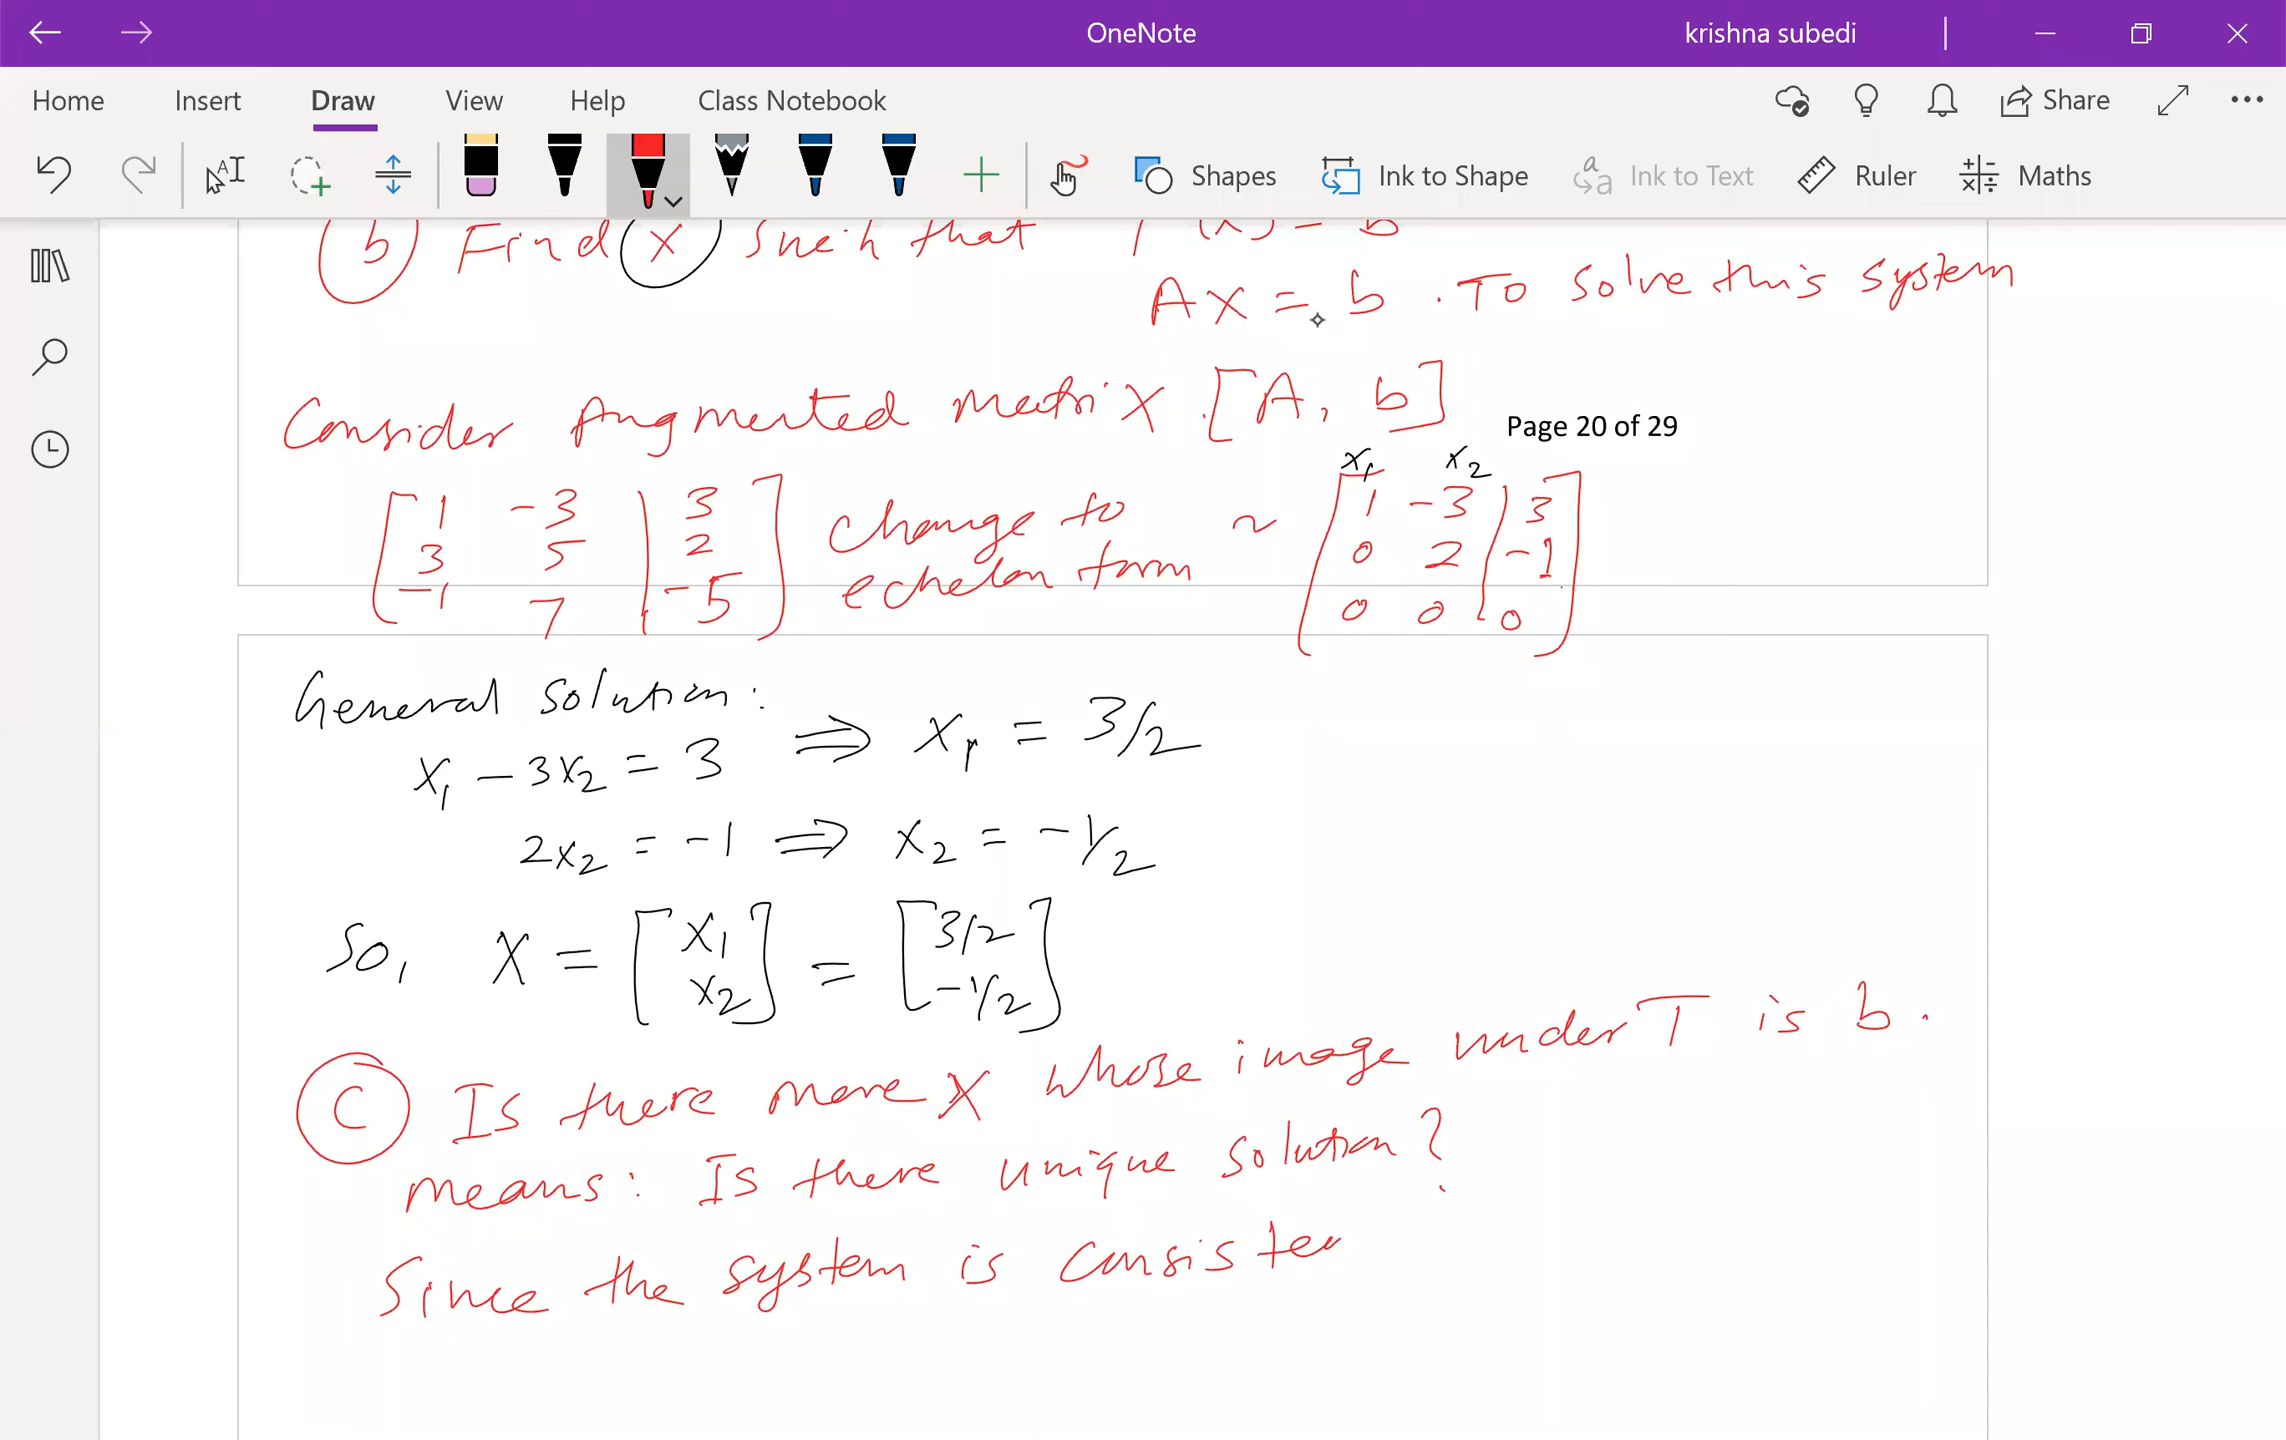 OneNote
krishna subedi
Home Insert Draw View Help Class Notebook Share
Shapes Ink to Shape Ink to Text Ruler Maths
b Find x such that T(x) = b
Ax = b . To solve this system
Consider Augmented matrix [A, b]
Page 20 of 29
x1 x2
1 -3 | 3 change to ~ 1 -3 | 3
3 5 | 2 echelon form 0 2 | -1
-1 7 | -5 0 0 | 0
General solution:
x1 - 3x2 = 3 ⇒ x1 = 3/2
2x2 = -1 ⇒ x2 = -1/2
So, X = [x1 x2] = [3/2 -1/2]
C Is there more X whose image under T is b.
means: Is there unique solution?
Since the system is consiste